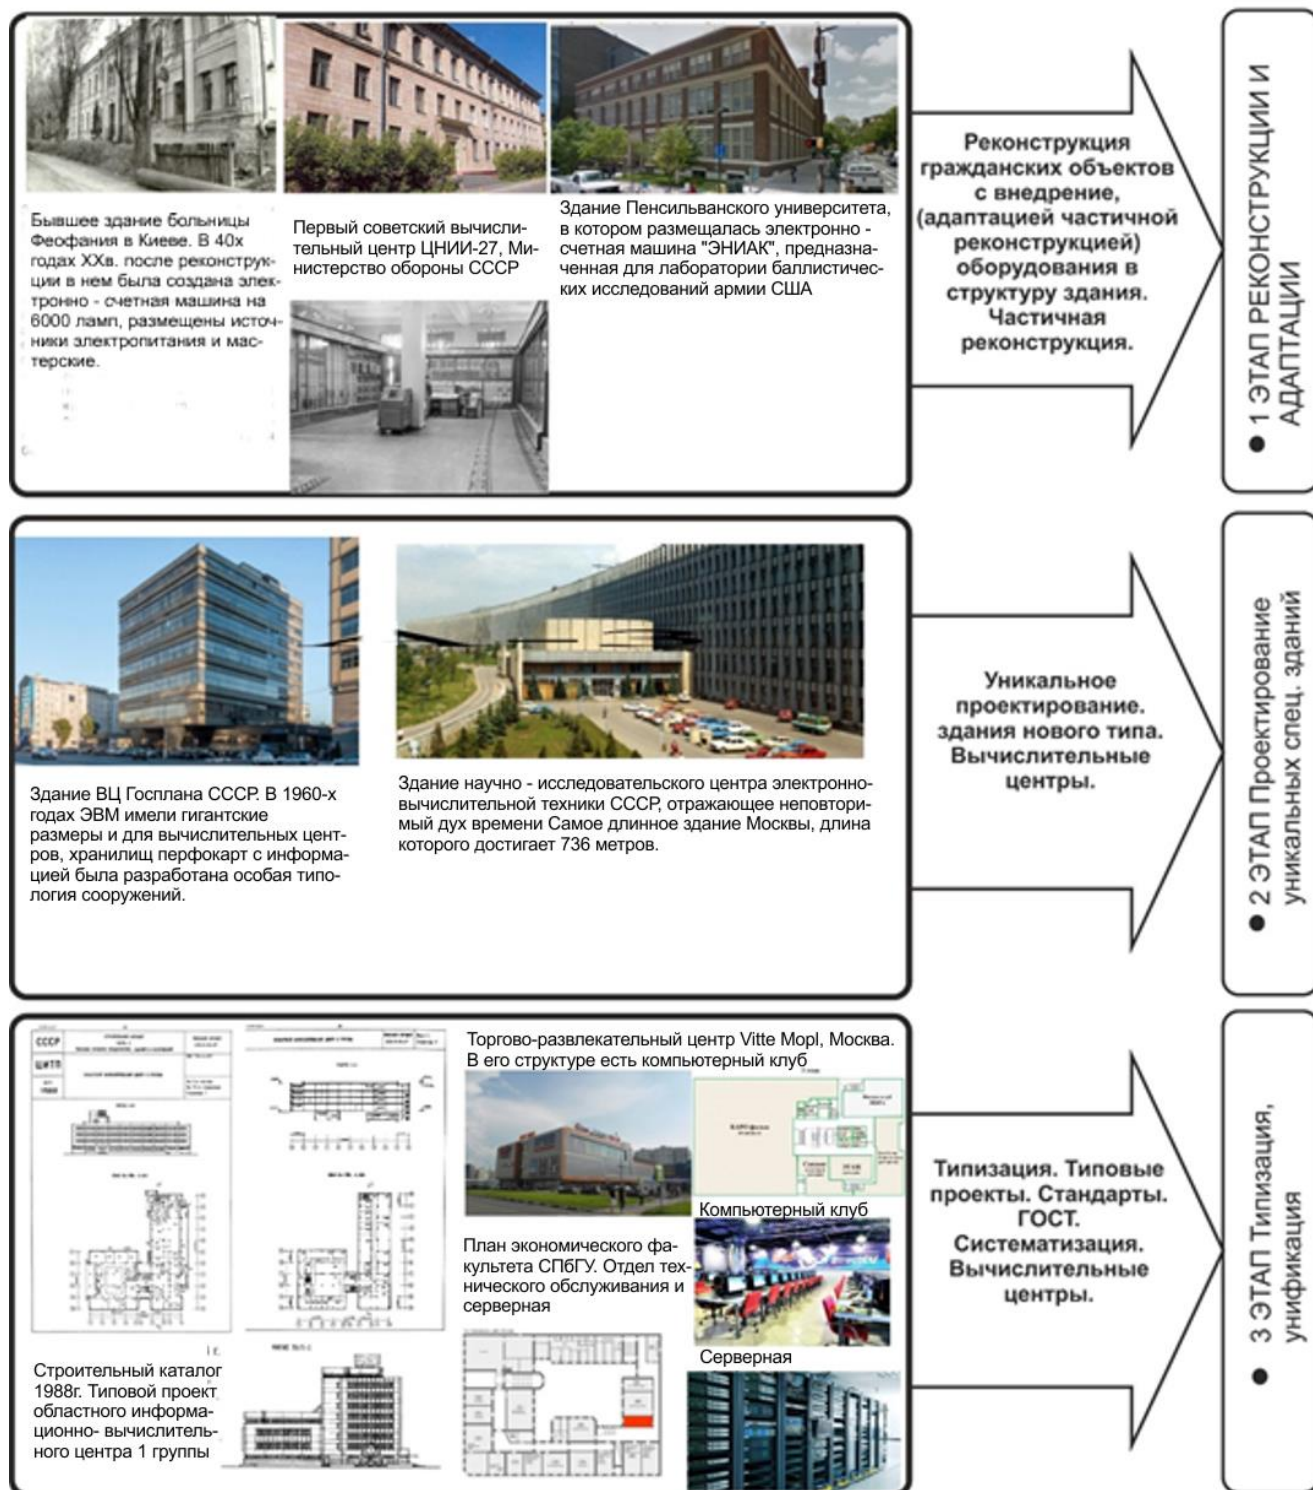 Бывшее здание больницы
Феофания в Киеве. В 40х
годах XXв. после реконструк-
ции в нем была создана элек-
тронно - счетная машина на
6000 ламп, размещены источ-
ники электропитания и мас-
терские.
Первый советский вычисли-
тельный центр ЦНИИ-27, Ми-
нистерство обороны СССР
Здание Пенсильванского университета,
в котором размещалась электронно -
счетная машина "ЭНИАК", предназна-
ченная для лаборатории баллистичес-
ких исследований армии США
Реконструкция
гражданских объектов
с внедрение,
(адаптацией частичной
реконструкцией)
оборудования в
структуру здания.
Частичная
реконструкция.
● 1 ЭТАП РЕКОНСТРУКЦИИ И
АДАПТАЦИИ
Здание ВЦ Госплана СССР. В 1960-х
годах ЭВМ имели гигантские
размеры и для вычислительных цент-
ров, хранилищ перфокарт с информа-
цией была разработана особая типо-
логия сооружений.
Здание научно - исследовательского центра электронно-
вычислительной техники СССР, отражающее неповтори-
мый дух времени Самое длинное здание Москвы, длина
которого достигает 736 метров.
Уникальное
проектирование.
здания нового типа.
Вычислительные
центры.
● 2 ЭТАП Проектирование
уникальных спец. зданий
СССР
ЦИТП
Строительный каталог
1988г. Типовой проект
областного информа-
ционно- вычислитель-
ного центра 1 группы
Торгово-развлекательный центр Vitte Mopl, Москва.
В его структуре есть компьютерный клуб
Компьютерный клуб
План экономического фа-
культета СПбГУ. Отдел тех-
нического обслуживания и
серверная
Серверная
Типизация. Типовые
проекты. Стандарты.
ГОСТ.
Систематизация.
Вычислительные
центры.
● 3 ЭТАП Типизация,
унификация